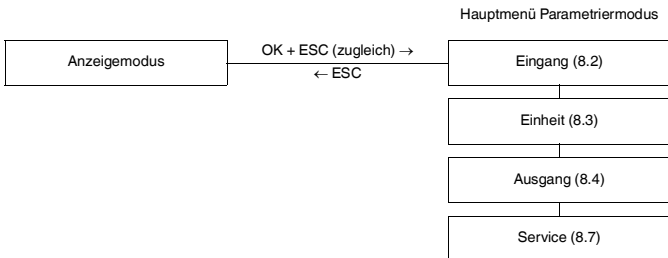 Hauptmenü Parametriermodus
Anzeigemodus
OK + ESC (zugleich) →
← ESC
Eingang (8.2)
Einheit (8.3)
Ausgang (8.4)
Service (8.7)